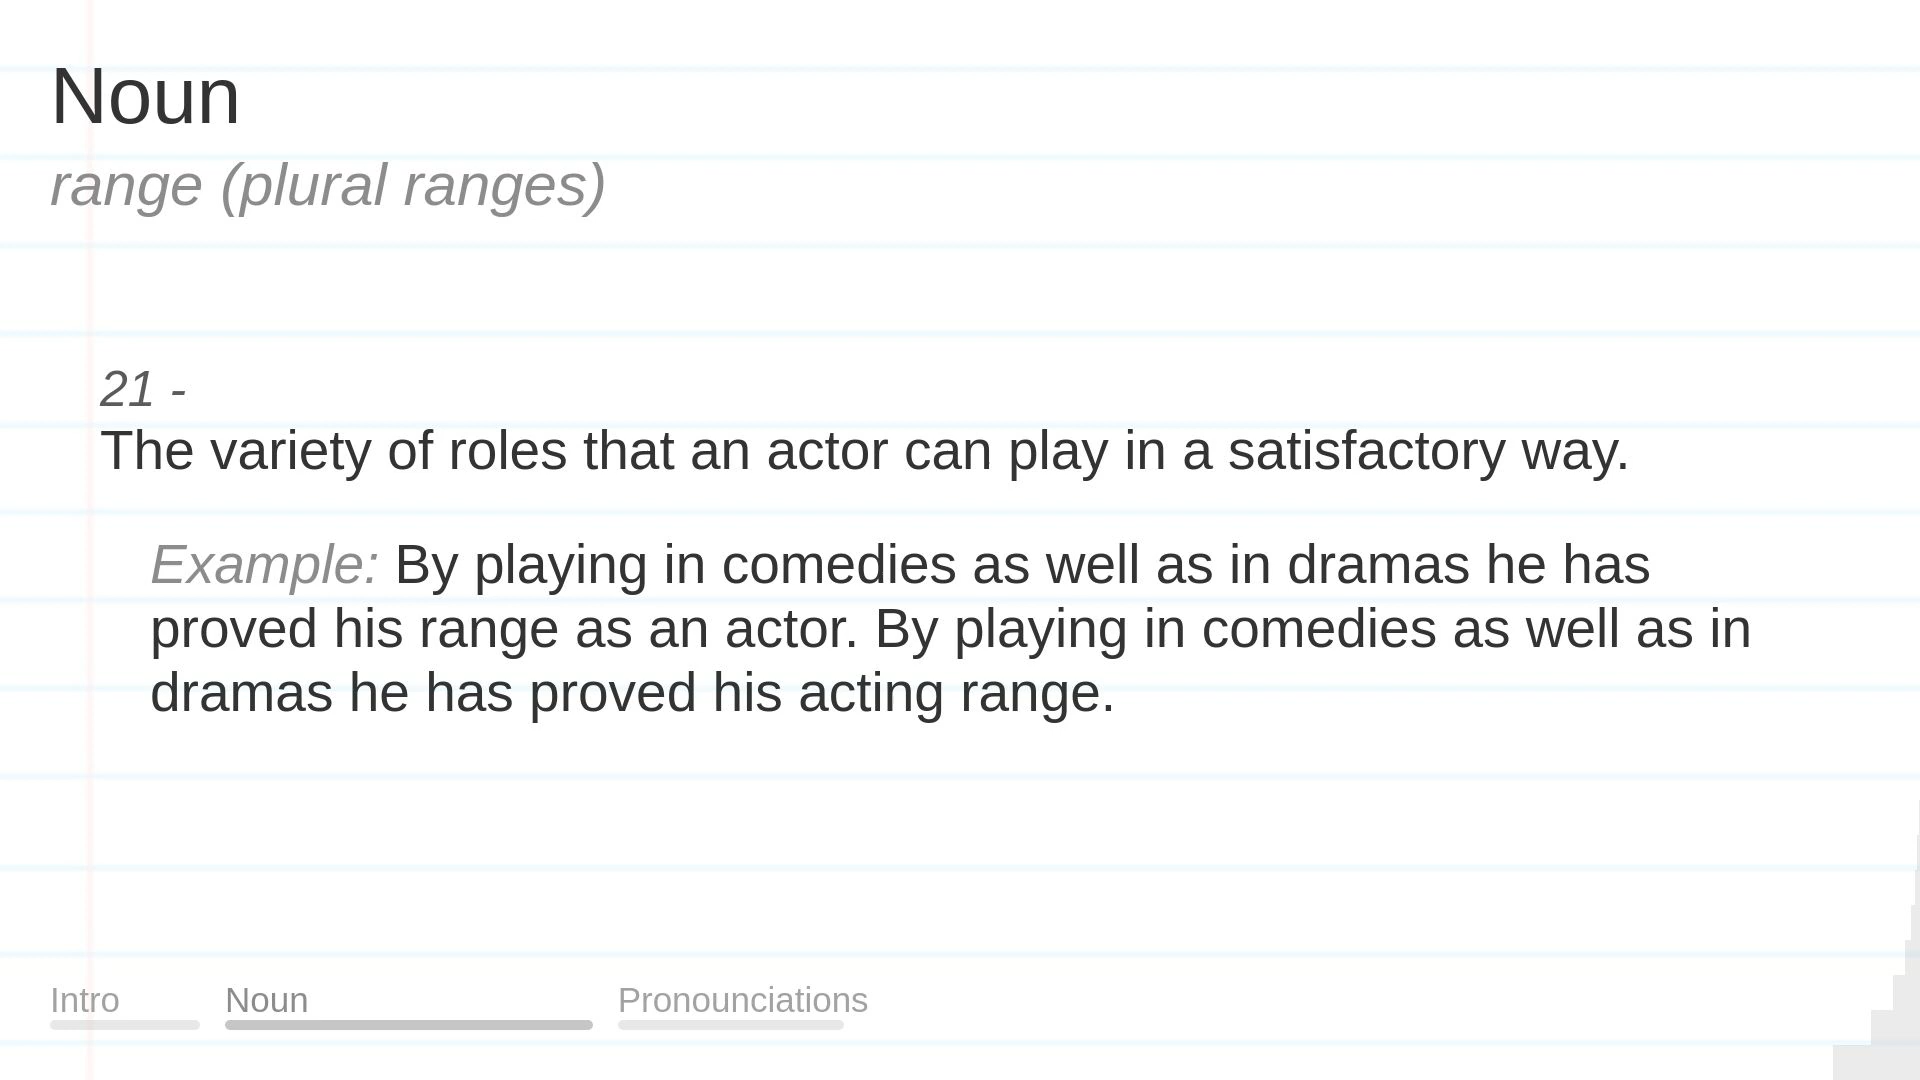 Noun
range (plural ranges)
21 -
The variety of roles that an actor can play in a satisfactory way.
Example: By playing in comedies as well as in dramas he has
proved his range as an actor. By playing in comedies as well as in
dramas he has proved his acting range.
Intro
Noun
Pronounciations